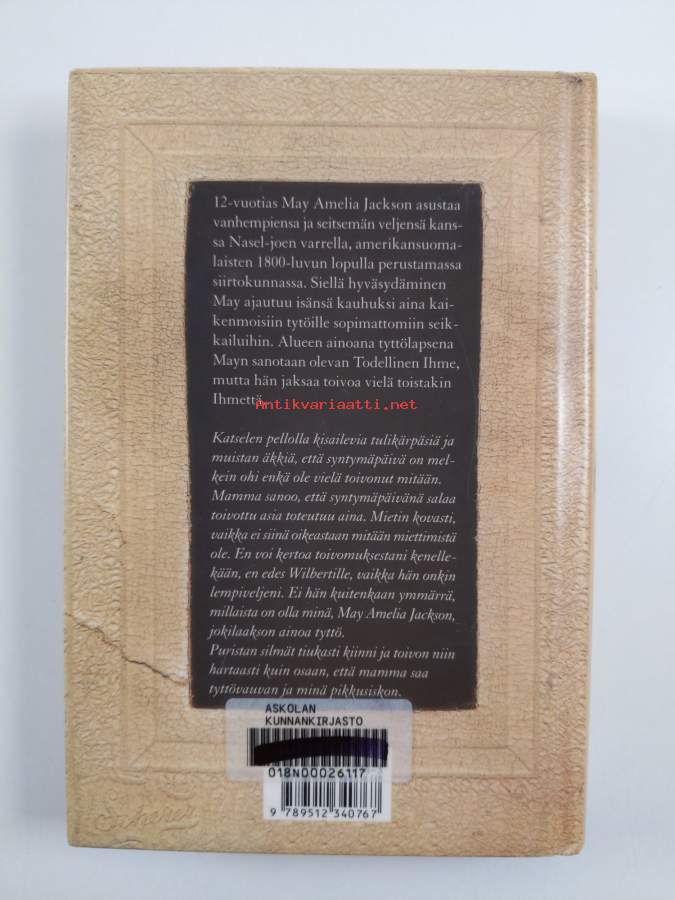 12-vuotias May Amelia Jackson asustaa
vanhempiensa ja seitsemän veljensä kans-
sa Nasel-joen varrella, amerikansuoma-
laisten 1800-luvun lopulla perustamassa
siirtokunnassa. Siellä hyväsydäminen
May ajautuu isänsä kauhuksi aina kai-
kenmoisiin tytöille sopimattomiin seik-
kailuihin. Alueen ainoana tyttölapsena
Mayn sanotaan olevan Todellinen Ihme,
mutta hän jaksaa toivoa vielä toistakin
Ihmettä.
Antikvariaatti.net
Katselen pellolla kisailevia tulikärpäsiä ja
muistan äkkiä, että syntymäpäivä on mel-
kein ohi enkä ole vielä toivonut mitään.
Mamma sanoo, että syntymäpäivänä salaa
toivottu asia toteutuu aina. Mietin kovasti,
vaikka ei siinä oikeastaan mitään miettimistä
ole. En voi kertoa toivomuksestani kenelle-
kään, en edes Wilbertille, vaikka hän onkin
lempiveljeni. Ei hän kuitenkaan ymmärrä,
millaista on olla minä, May Amelia Jackson,
jokilaakson ainoa tyttö.
Puristan silmät tiukasti kiinni ja toivon niin
hartaasti kuin osaan, että mamma saa
tyttövauvan ja minä pikkusiskon.
ASKOLAN
KUNNANKIRJASTO
018N00026117
9 789512 340767